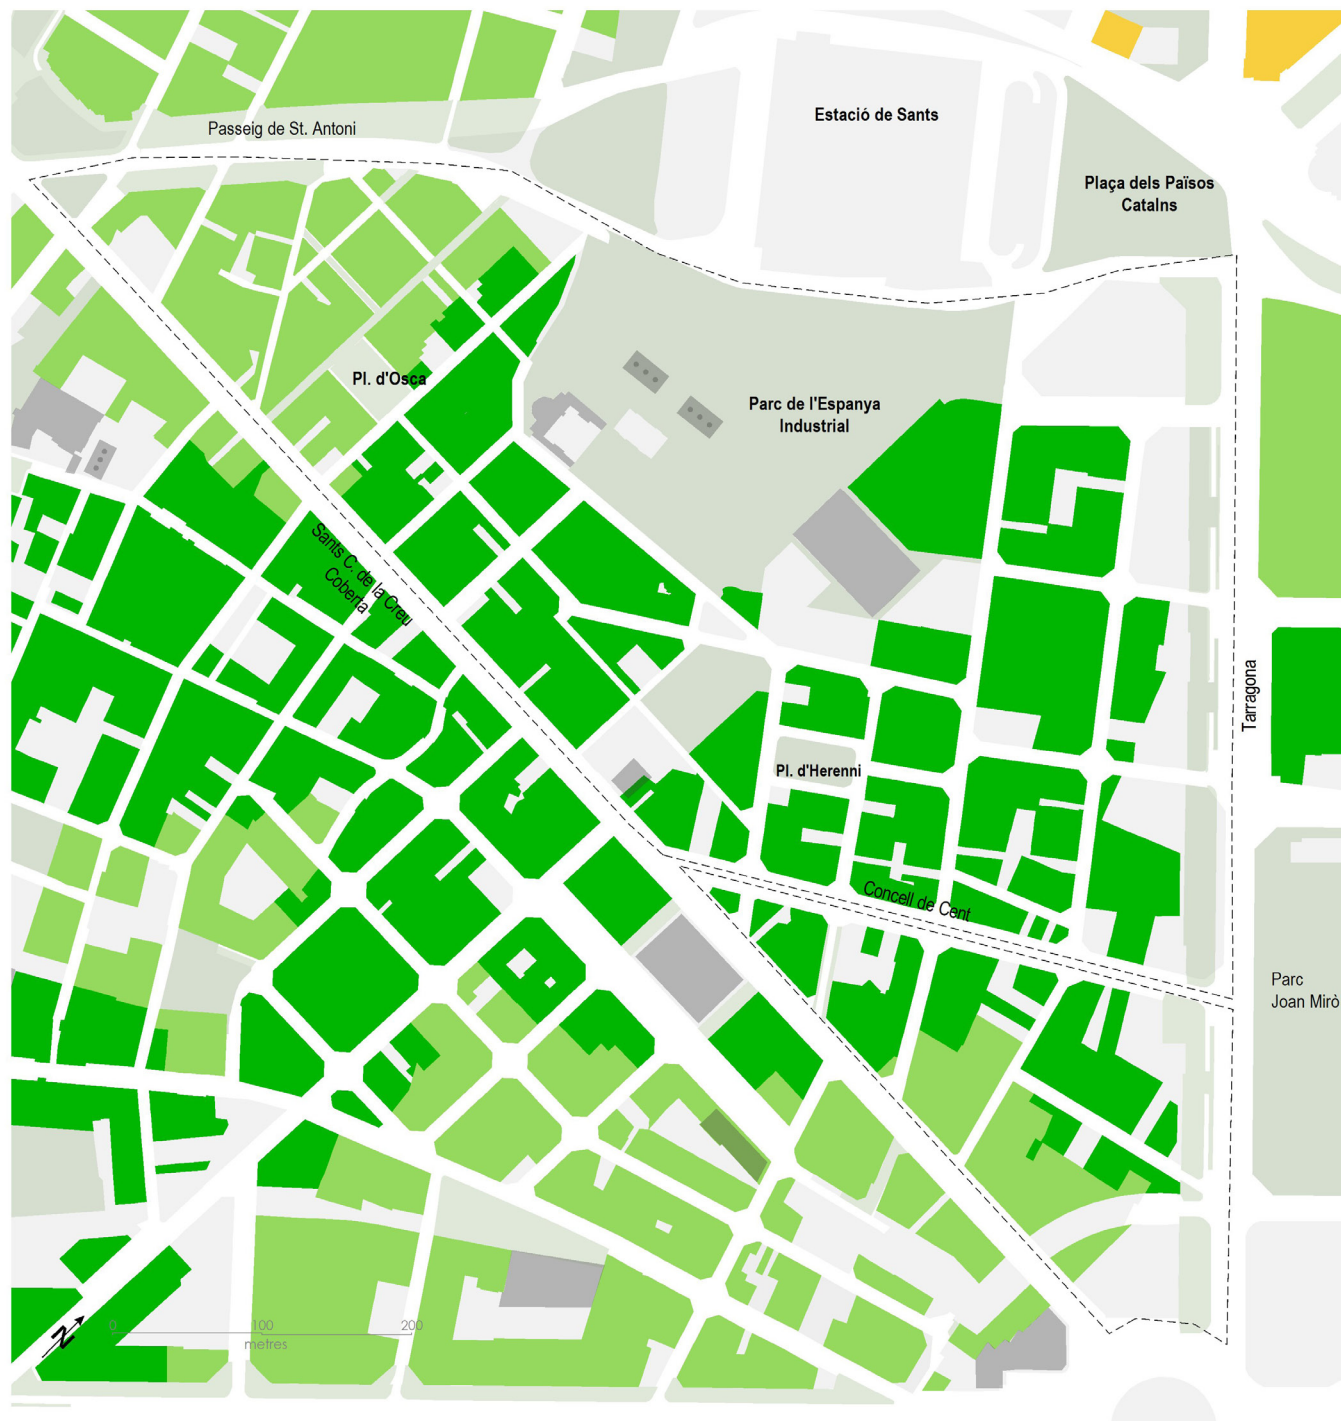 Estació de Sants
Passeig de St. Antoni
Plaça dels Països
Catalns
Pl. d'Osca
Parc de l'Espanya
Industrial
Sants C. de la Creu
Coberta
Tarragona
Pl. d'Herenni
Concell de Cent
Parc
Joan Mirò
N
0 100 200
metres